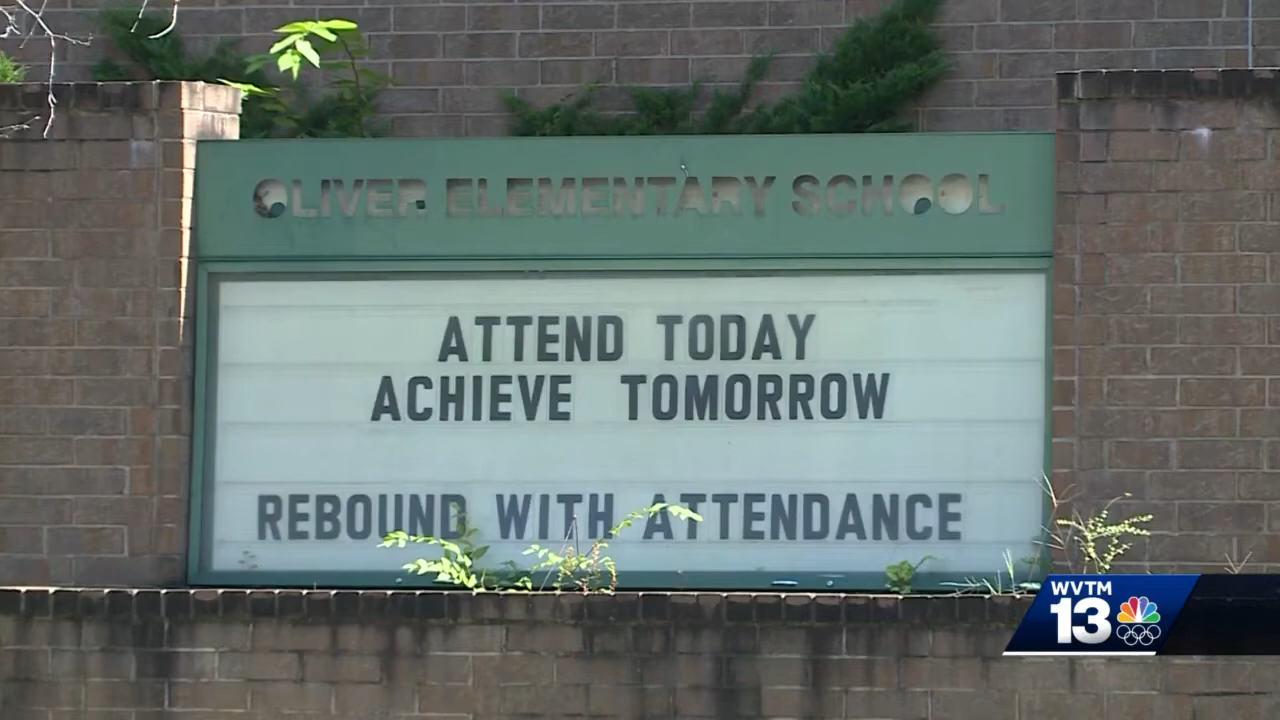 OLIVER ELEMENTARY SCHOOL
ATTEND TODAY
ACHIEVE TOMORROW
REBOUND WITH ATTENDANCE
WVTM
13